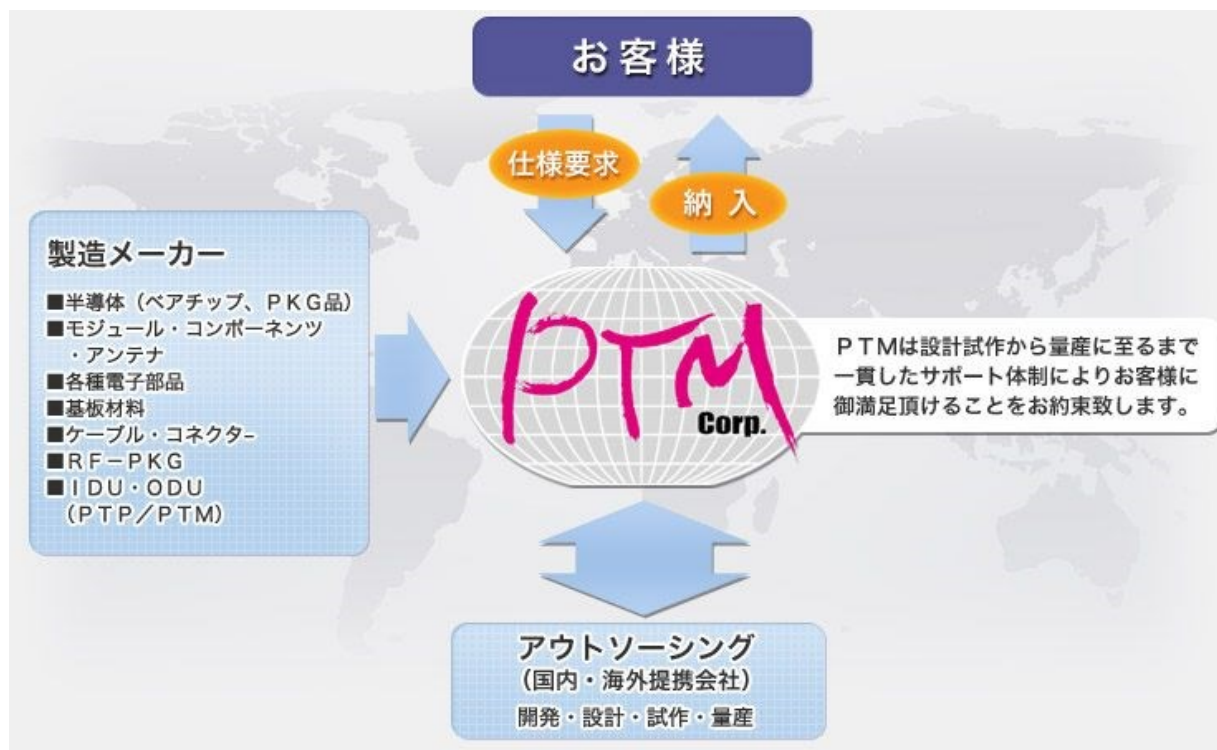 お客様
仕様要求
納 入
製造メーカー
■半導体（ベアチップ、ＰＫＧ品）
■モジュール・コンポーネンツ
・アンテナ
■各種電子部品
■基板材料
■ケーブル・コネクター
■ＲＦ－ＰＫＧ
■ＩＤＵ・ＯＤＵ
（ＰＴＰ／ＰＴＭ）
PTM
Corp.
ＰＴＭは設計試作から量産に至るまで
一貫したサポート体制によりお客様に
御満足頂けることをお約束致します。
アウトソーシング
（国内・海外提携会社）
開発・設計・試作・量産